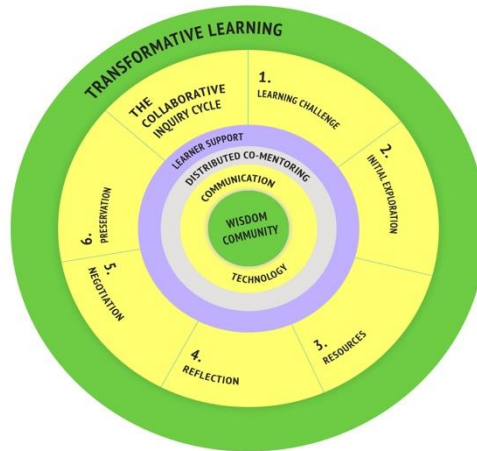 TRANSFORMATIVE LEARNING
THE
COLLABORATIVE
INQUIRY CYCLE
1.
LEARNING CHALLENGE
2.
INITIAL EXPLORATION
3.
RESOURCES
4.
REFLECTION
5.
NEGOTIATION
6.
PRESERVATION
LEARNER SUPPORT
DISTRIBUTED CO-MENTORING
COMMUNICATION
TECHNOLOGY
WISDOM
COMMUNITY